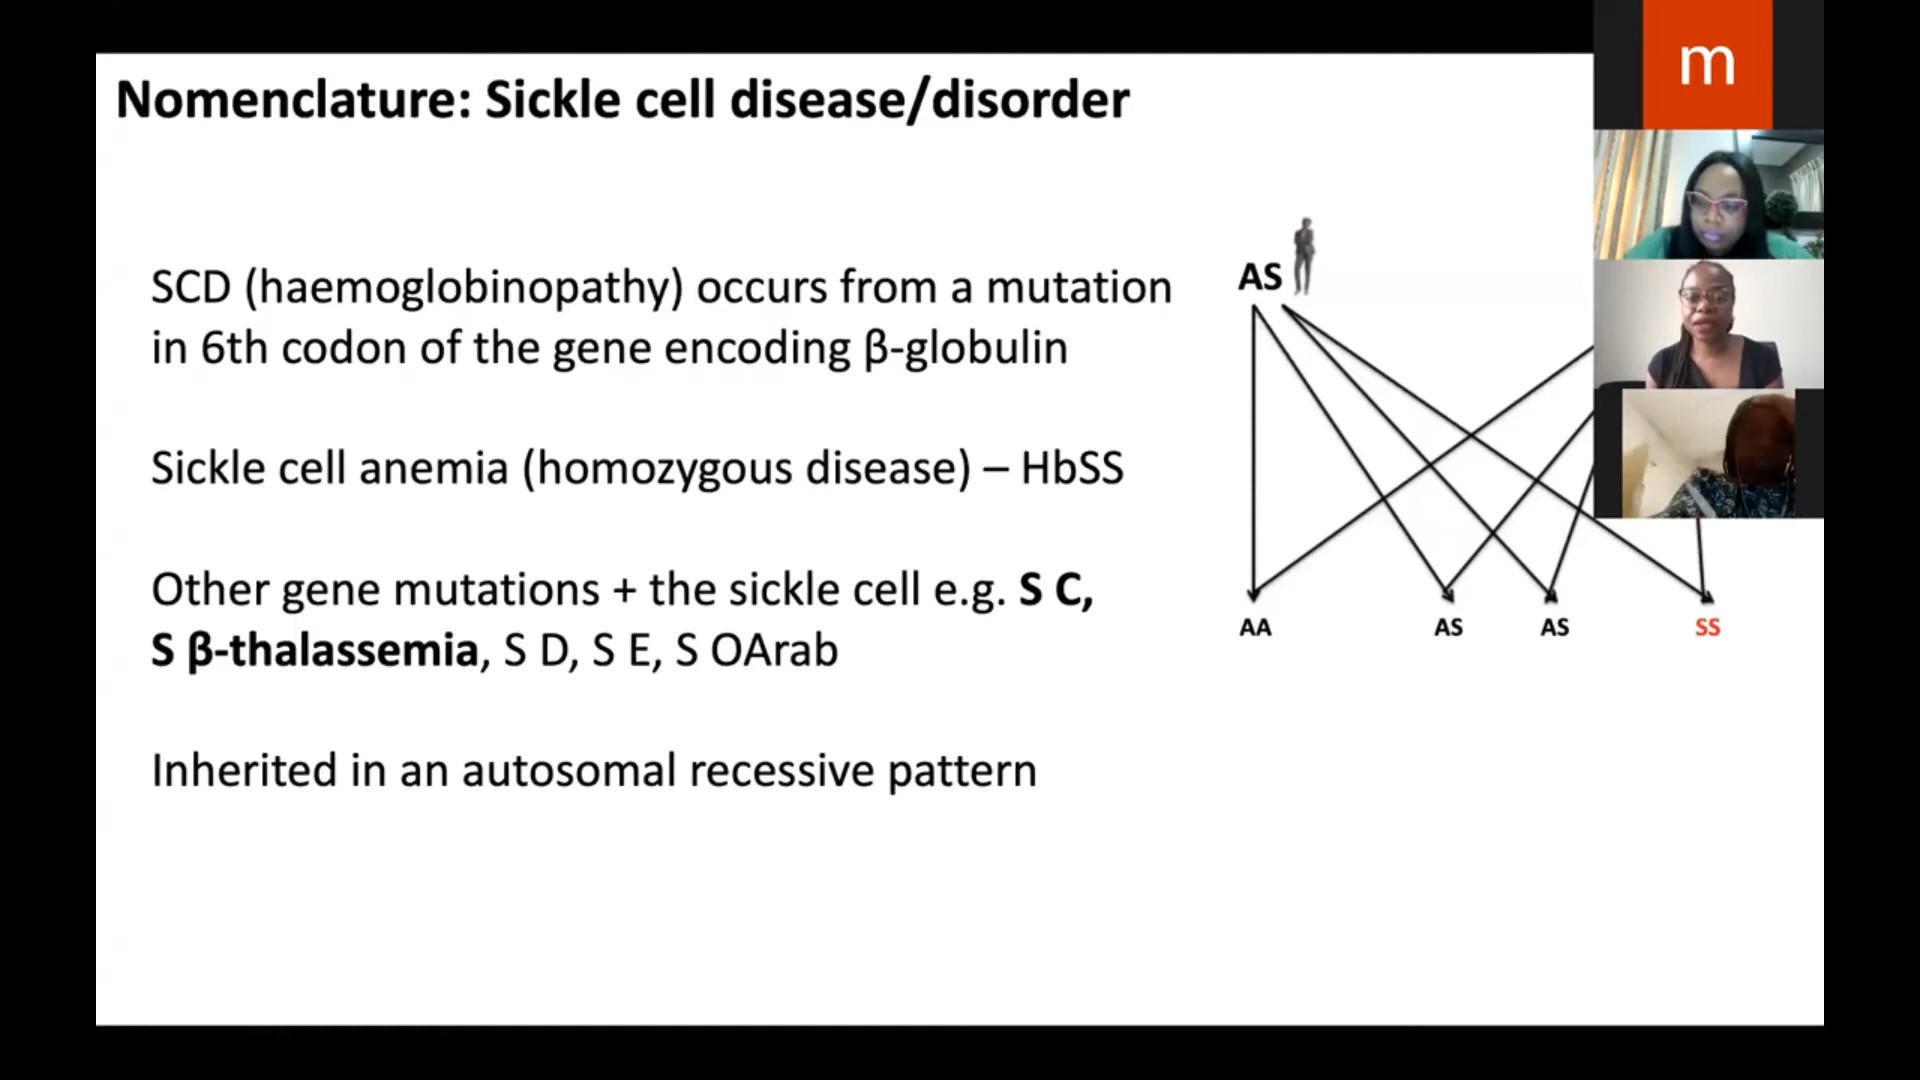 Nomenclature: Sickle cell disease/disorder
m
SCD (haemoglobinopathy) occurs from a mutation
in 6th codon of the gene encoding β-globulin
Sickle cell anemia (homozygous disease) – HbSS
Other gene mutations + the sickle cell e.g. S C,
S β-thalassemia, S D, S E, S OArab
Inherited in an autosomal recessive pattern
AS
AA AS AS SS